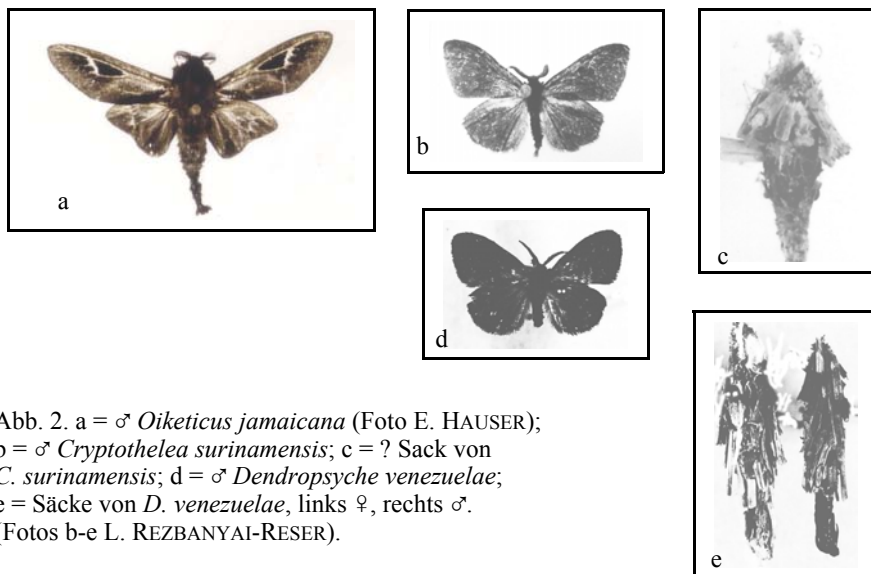 a
b
c
d
e
Abb. 2. a = ♂ Oiketicus jamaicana (Foto E. HAUSER);
b = ♂ Cryptothelea surinamensis; c = ? Sack von
C. surinamensis; d = ♂ Dendropsyche venezuelae;
e = Säcke von D. venezuelae, links ♀, rechts ♂.
(Fotos b-e L. REZBANYAI-RESER).